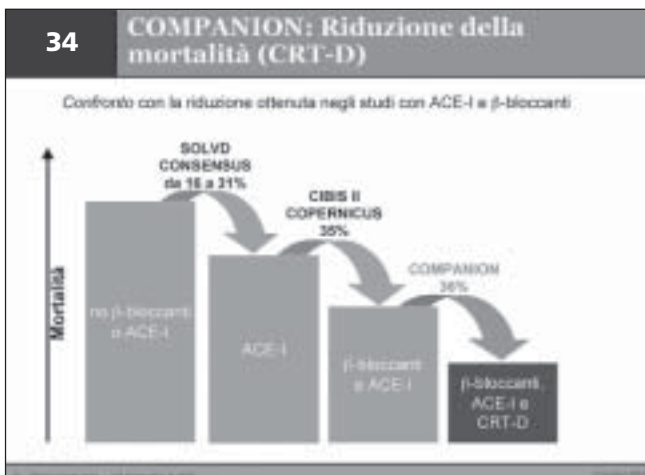 34
COMPANION: Riduzione della
mortalità (CRT-D)
Confronto con la riduzione ottenuta negli studi con ACE-I e β-bloccanti
SOLVD
CONSENSUS
da 16 a 31%
CIBIS II
COPERNICUS
35%
COMPANION
36%
Mortalità
no β-bloccanti
o ACE-I
ACE-I
β-bloccanti
e ACE-I
β-bloccanti,
ACE-I e
CRT-D